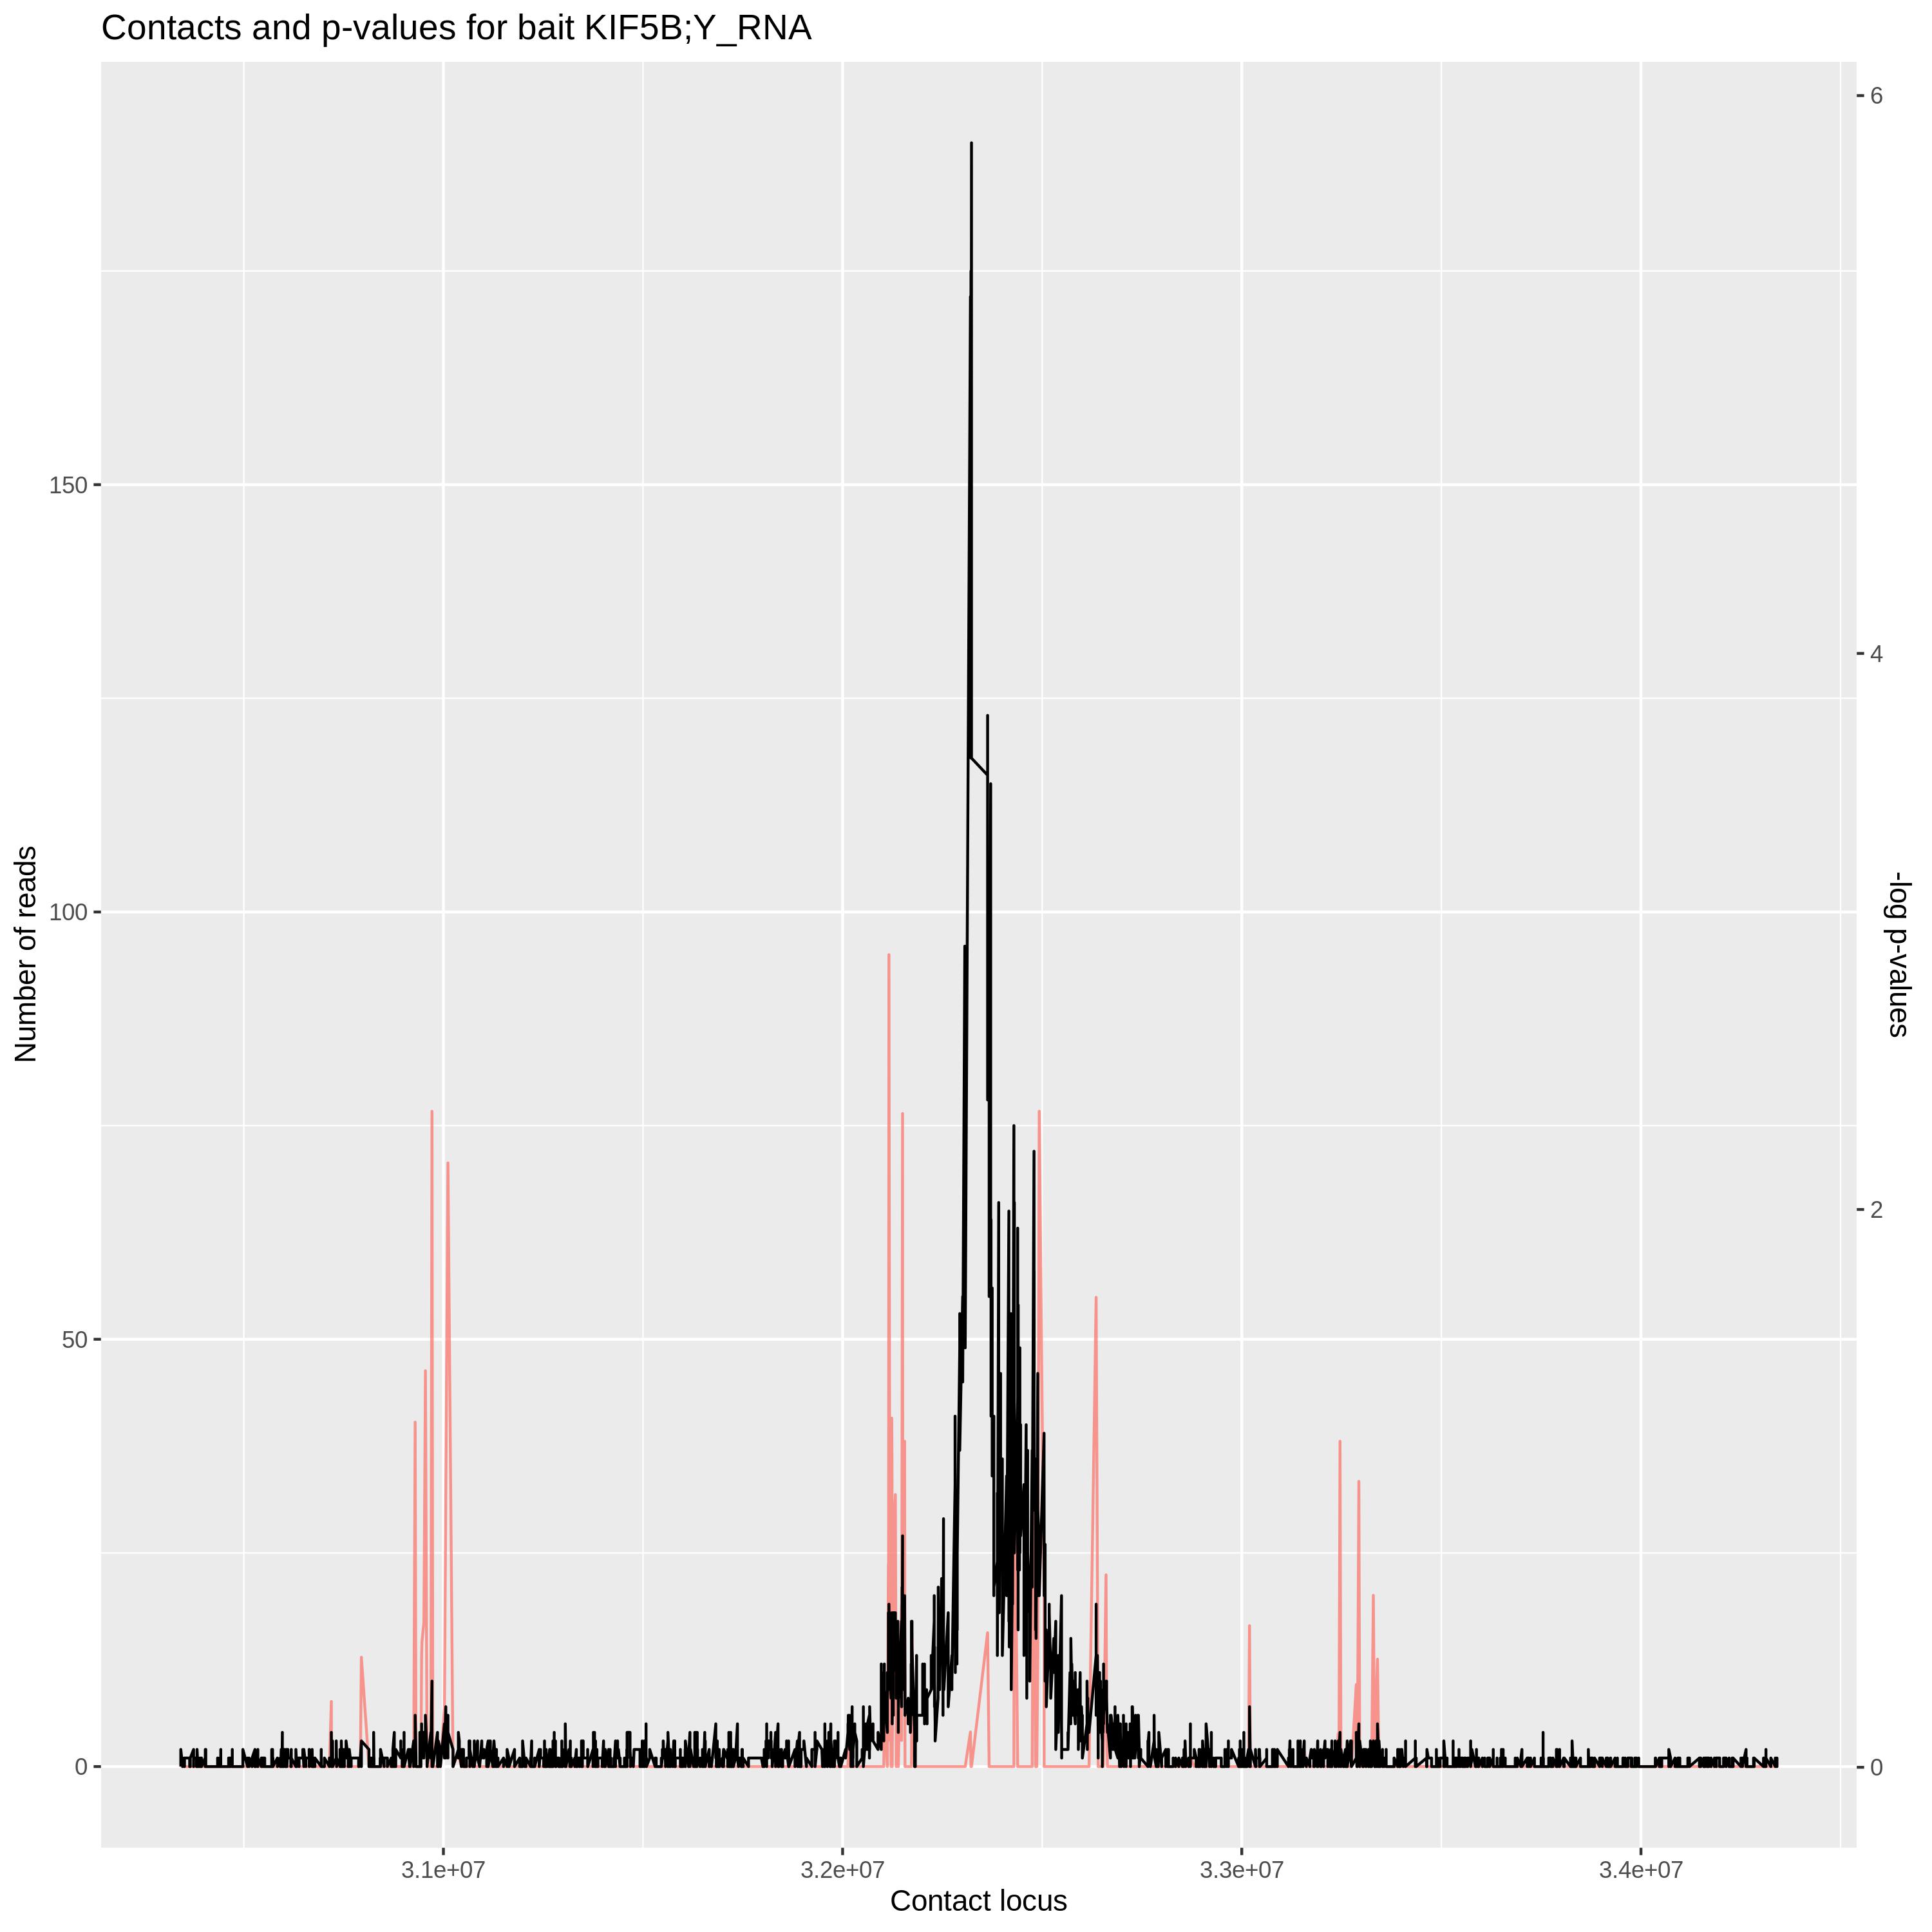 Contacts and p-values for bait KIF5B;Y_RNA
6
150
4
Number of reads
-log p-values
100
2
50
0
0
3.1e+07
3.2e+07
3.3e+07
3.4e+07
Contact locus